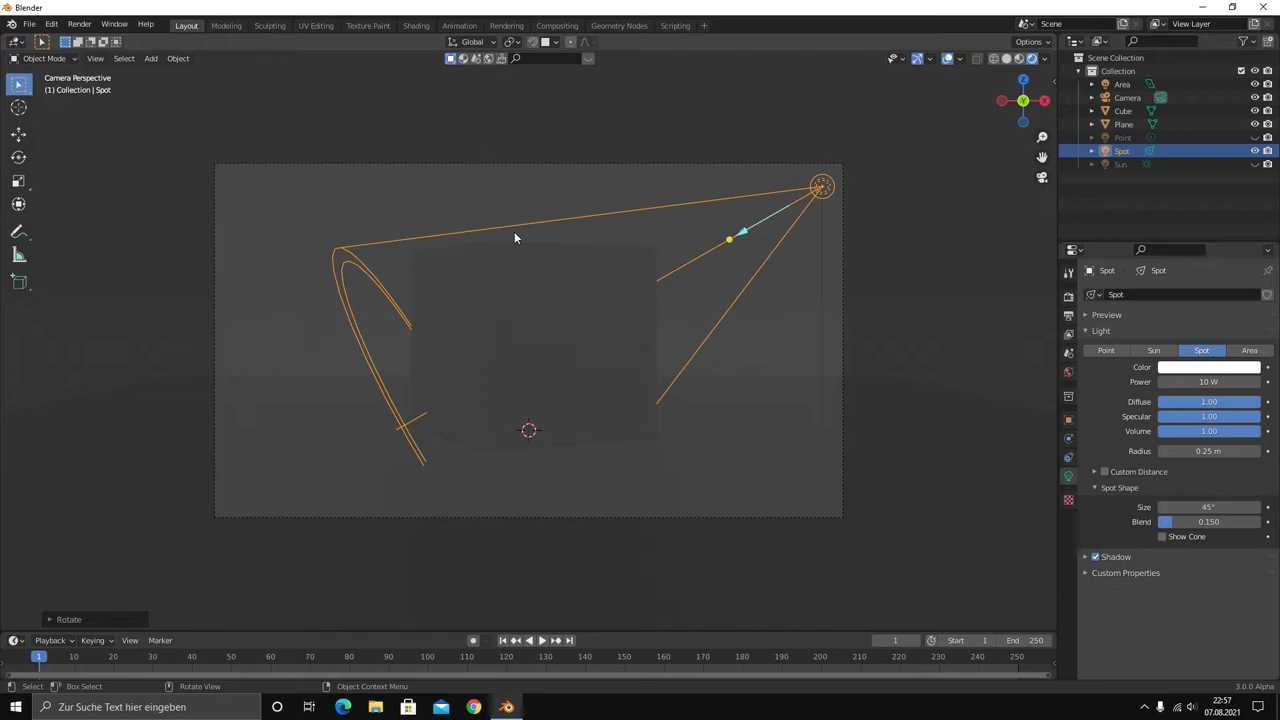 Blender
File Edit Render Window Help Layout Modeling Sculpting UV Editing Texture Paint Shading Animation Rendering Compositing Geometry Nodes Scripting + Scene View Layer
Global Options
Object Mode View Select Add Object
Camera Perspective
(1) Collection | Spot
Z
Y
X
Scene Collection
Collection
Area
Camera
Cube
Plane
Point
Spot
Sun
Spot Spot
Spot
Preview
Light
Point Sun Spot Area
Color
Power 10 W
Diffuse 1.00
Specular 1.00
Volume 1.00
Radius 0.25 m
Custom Distance
Spot Shape
Size 45°
Blend 0.150
Show Cone
Shadow
Custom Properties
Rotate
Playback Keying View Marker 1 Start 1 End 250
1 10 20 30 40 50 60 70 80 90 100 110 120 130 140 150 160 170 180 190 200 210 220 230 240 250
Select Box Select Rotate View Object Context Menu 3.0.0 Alpha
Zur Suche Text hier eingeben
22:57
07.08.2021